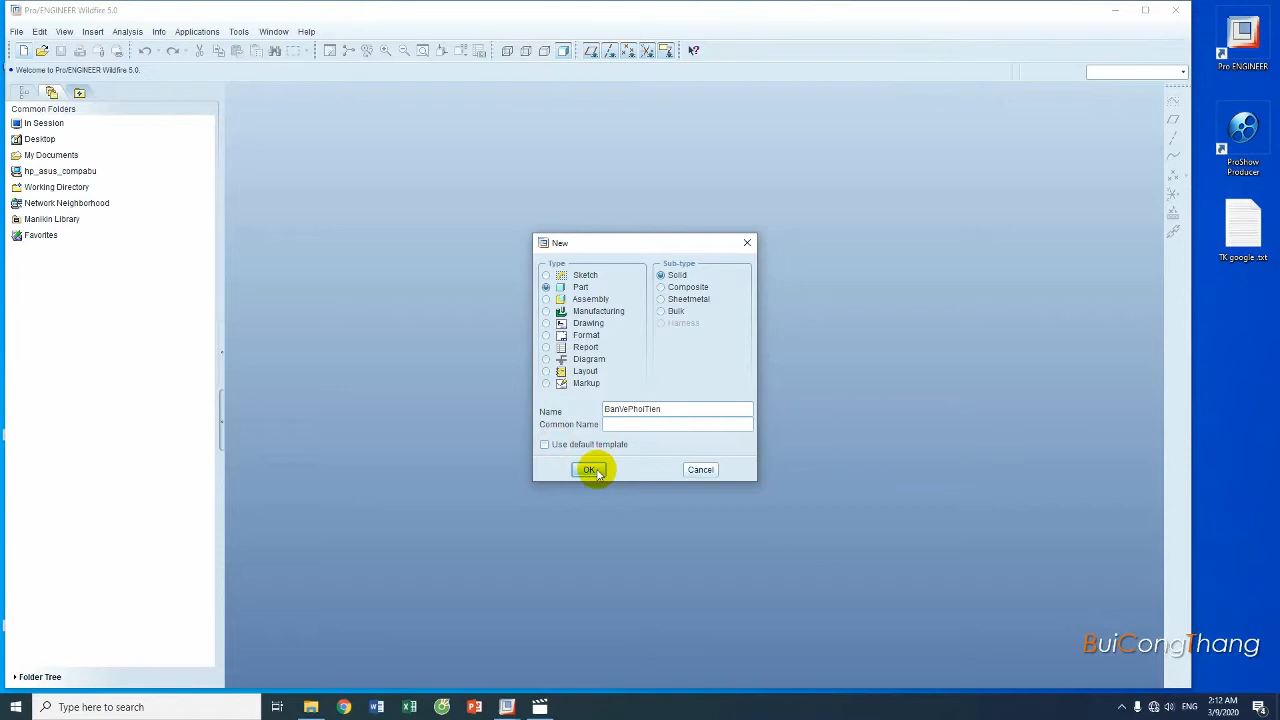 Pro/ENGINEER Wildfire 5.0
File Edit View Insert Analysis Info Applications Tools Window Help
Welcome to Pro/ENGINEER Wildfire 5.0.
Common Folders
In Session
Desktop
My Documents
hp_asus_compabu
Working Directory
Network Neighborhood
Manikin Library
Favorites
Folder Tree
New
Type
Sketch
Part
Assembly
Manufacturing
Drawing
Format
Report
Diagram
Layout
Markup
Sub-type
Solid
Composite
Sheetmetal
Bulk
Harness
Name BanVePhoiTien
Common Name
Use default template
OK Cancel
Pro ENGINEER
ProShow
Producer
TK google .txt
BuiCongThang
Type here to search
ENG
2:12 AM
3/9/2020
4